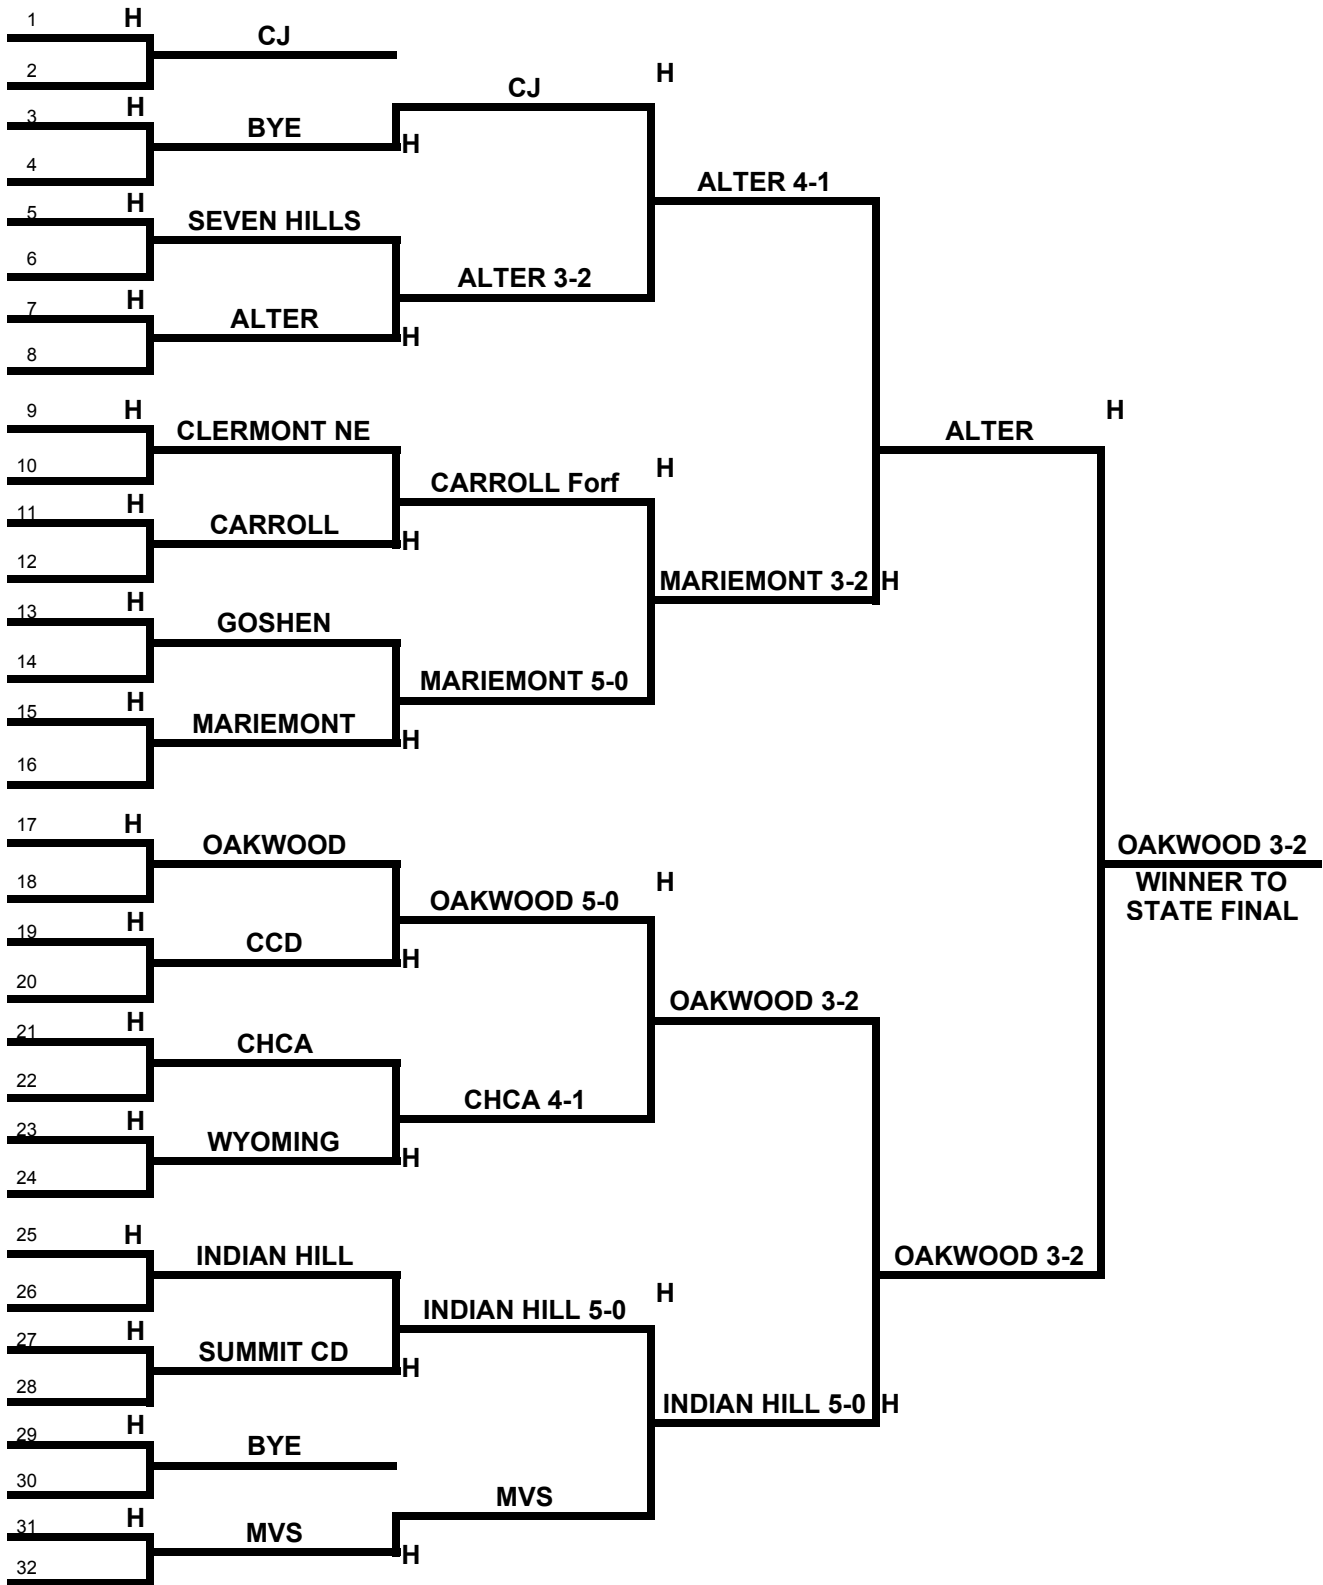 1 H
CJ
2
H
CJ
3 H
BYE
H
4
ALTER 4-1
5 H
SEVEN HILLS
6
ALTER 3-2
7 H
ALTER
H
8
9 H
H
CLERMONT NE
ALTER
10
H
CARROLL Forf
11 H
CARROLL
H
12
MARIEMONT 3-2 H
13 H
GOSHEN
14
MARIEMONT 5-0
15 H
MARIEMONT
H
16
17 H
OAKWOOD
OAKWOOD 3-2
18
H
WINNER TO
STATE FINAL
OAKWOOD 5-0
19 H
CCD
H
20
OAKWOOD 3-2
21 H
CHCA
22
CHCA 4-1
23 H
WYOMING
H
24
25 H
INDIAN HILL
OAKWOOD 3-2
26
H
INDIAN HILL 5-0
27 H
SUMMIT CD
H
28
INDIAN HILL 5-0 H
29 H
BYE
30
MVS
31 H
MVS
H
32